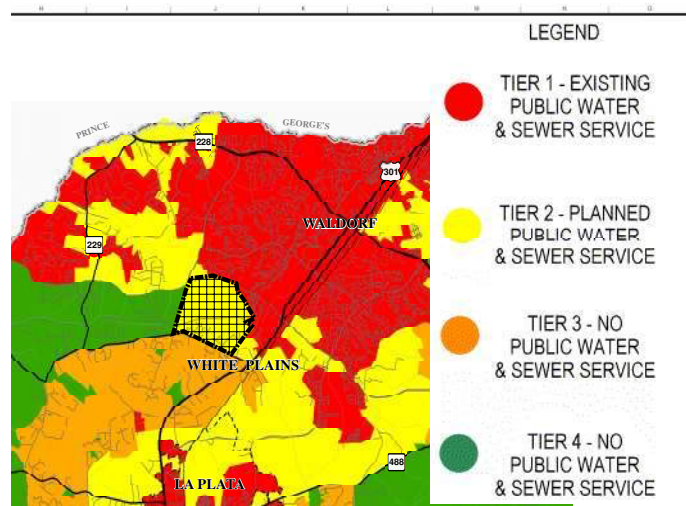 H I J K L M N O
LEGEND
TIER 1 - EXISTING
PUBLIC WATER
& SEWER SERVICE
TIER 2 - PLANNED
PUBLIC WATER
& SEWER SERVICE
TIER 3 - NO
PUBLIC WATER
& SEWER SERVICE
TIER 4 - NO
PUBLIC WATER
& SEWER SERVICE
PRINCE GEORGE'S
228
301
WALDORF
229
WHITE PLAINS
488
LA PLATA